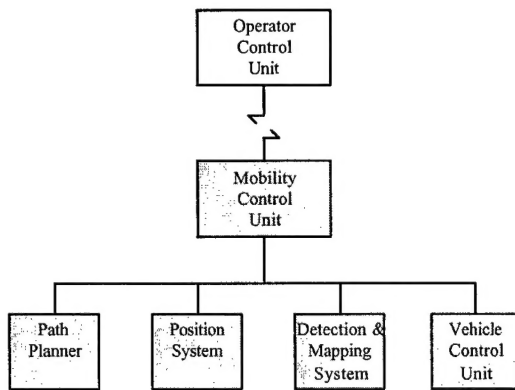 Operator
Control
Unit
Mobility
Control
Unit
Path
Planner
Position
System
Detection &
Mapping
System
Vehicle
Control
Unit